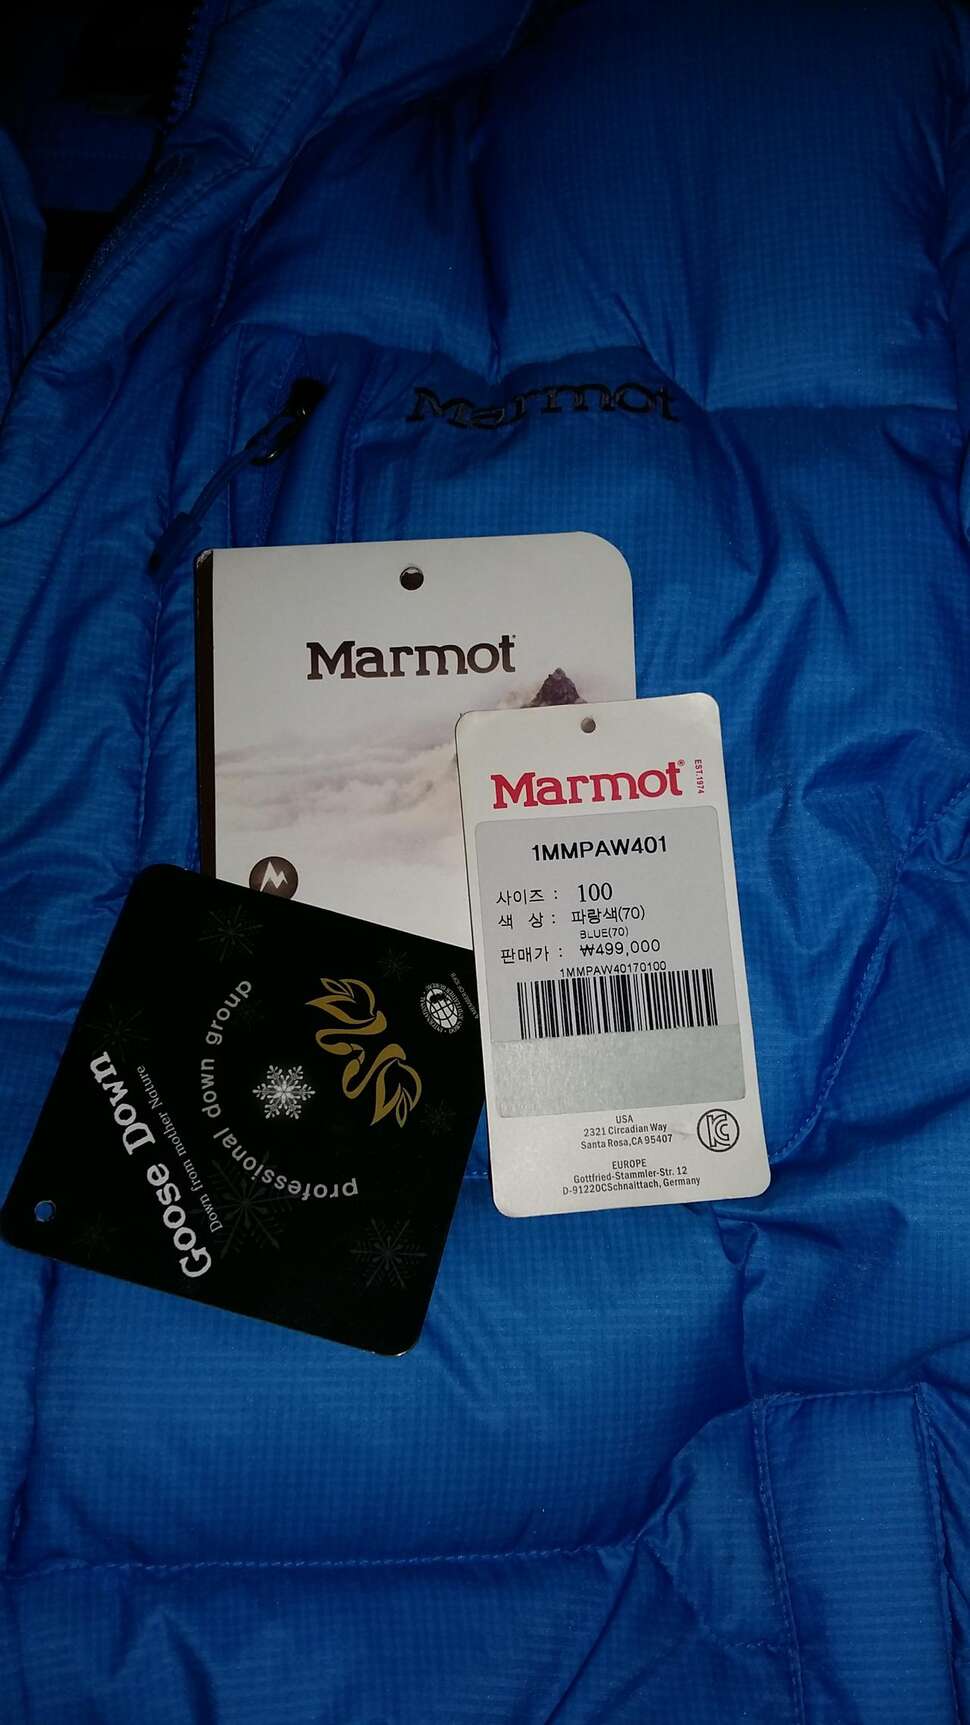 Marmot
Marmot
Marmot®
EST.1974
1MMPAW401
사이즈 : 100
색 상 : 파랑색(70)
BLUE(70)
판매가 : ₩499,000
1MMPAW40170100
USA
2321 Circadian Way
Santa Rosa,CA 95407
EUROPE
Gottfried-Stammler-Str. 12
D-91220CSchnaittach, Germany
Goose Down
Down from mother Nature
professional down group